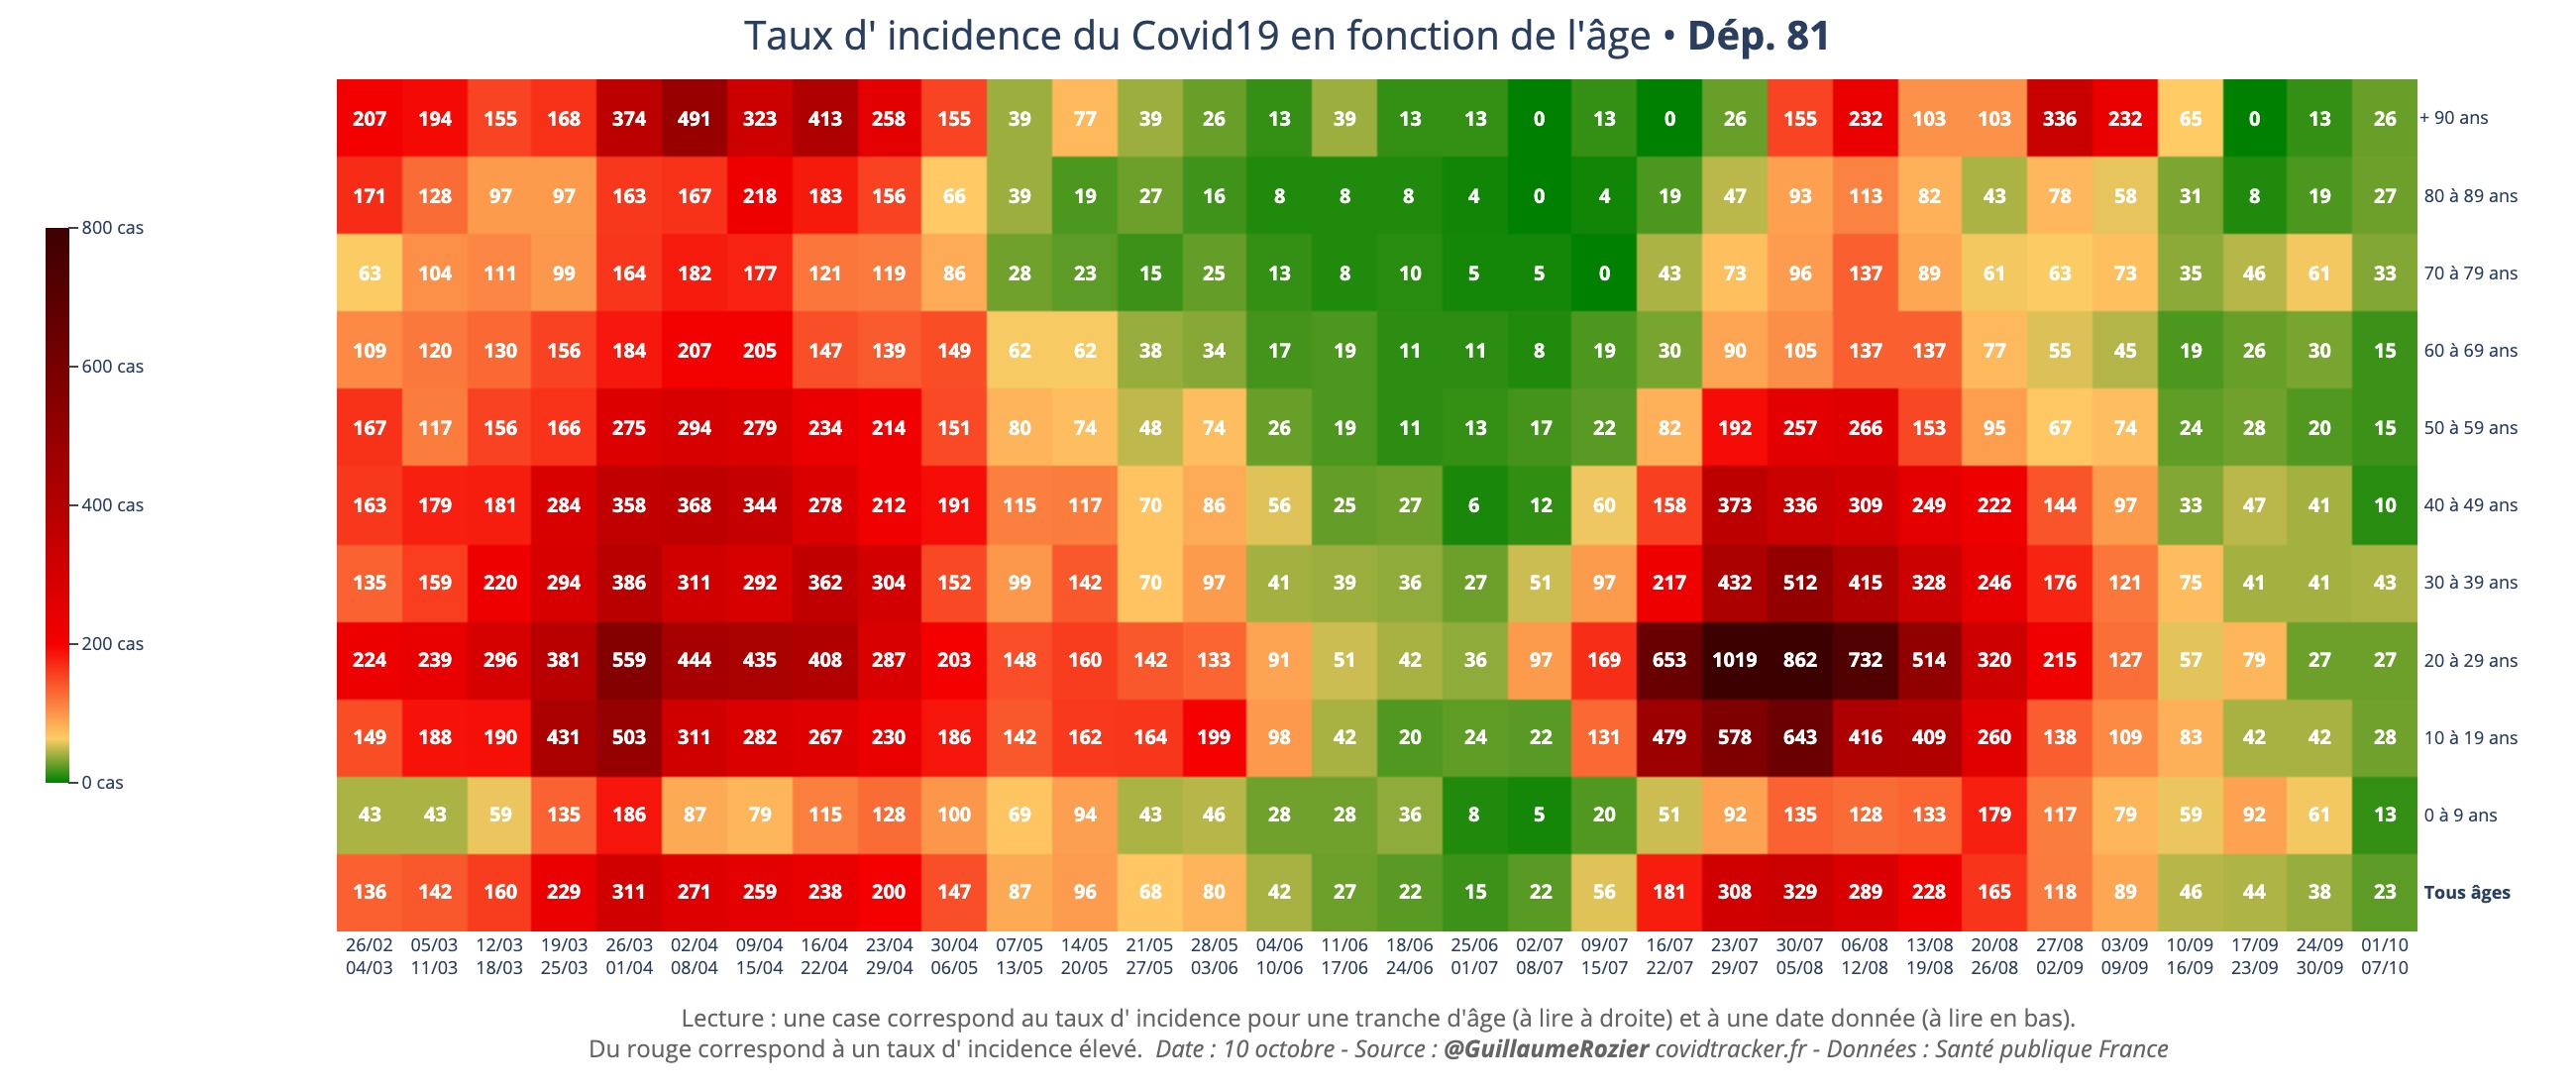 Taux d' incidence du Covid19 en fonction de l'âge • Dép. 81
207 194 155 168 374 491 323 413 258 155 39 77 39 26 13 39 13 13 0 13 0 26 155 232 103 103 336 232 65 0 13 26 + 90 ans
171 128 97 97 163 167 218 183 156 66 39 19 27 16 8 8 8 4 0 4 19 47 93 113 82 43 78 58 31 8 19 27 80 à 89 ans
800 cas
63 104 111 99 164 182 177 121 119 86 28 23 15 25 13 8 10 5 5 0 43 73 96 137 89 61 63 73 35 46 61 33 70 à 79 ans
109 120 130 156 184 207 205 147 139 149 62 62 38 34 17 19 11 11 8 19 30 90 105 137 137 77 55 45 19 26 30 15 60 à 69 ans
600 cas
167 117 156 166 275 294 279 234 214 151 80 74 48 74 26 19 11 13 17 22 82 192 257 266 153 95 67 74 24 28 20 15 50 à 59 ans
400 cas
163 179 181 284 358 368 344 278 212 191 115 117 70 86 56 25 27 6 12 60 158 373 336 309 249 222 144 97 33 47 41 10 40 à 49 ans
135 159 220 294 386 311 292 362 304 152 99 142 70 97 41 39 36 27 51 97 217 432 512 415 328 246 176 121 75 41 41 43 30 à 39 ans
200 cas
224 239 296 381 559 444 435 408 287 203 148 160 142 133 91 51 42 36 97 169 653 1019 862 732 514 320 215 127 57 79 27 27 20 à 29 ans
149 188 190 431 503 311 282 267 230 186 142 162 164 199 98 42 20 24 22 131 479 578 643 416 409 260 138 109 83 42 42 28 10 à 19 ans
0 cas
43 43 59 135 186 87 79 115 128 100 69 94 43 46 28 28 36 8 5 20 51 92 135 128 133 179 117 79 59 92 61 13 0 à 9 ans
136 142 160 229 311 271 259 238 200 147 87 96 68 80 42 27 22 15 22 56 181 308 329 289 228 165 118 89 46 44 38 23 Tous âges
26/02 05/03 12/03 19/03 26/03 02/04 09/04 16/04 23/04 30/04 07/05 14/05 21/05 28/05 04/06 11/06 18/06 25/06 02/07 09/07 16/07 23/07 30/07 06/08 13/08 20/08 27/08 03/09 10/09 17/09 24/09 01/10
04/03 11/03 18/03 25/03 01/04 08/04 15/04 22/04 29/04 06/05 13/05 20/05 27/05 03/06 10/06 17/06 24/06 01/07 08/07 15/07 22/07 29/07 05/08 12/08 19/08 26/08 02/09 09/09 16/09 23/09 30/09 07/10
Lecture : une case correspond au taux d' incidence pour une tranche d'âge (à lire à droite) et à une date donnée (à lire en bas).
Du rouge correspond à un taux d' incidence élevé. Date : 10 octobre - Source : @GuillaumeRozier covidtracker.fr - Données : Santé publique France